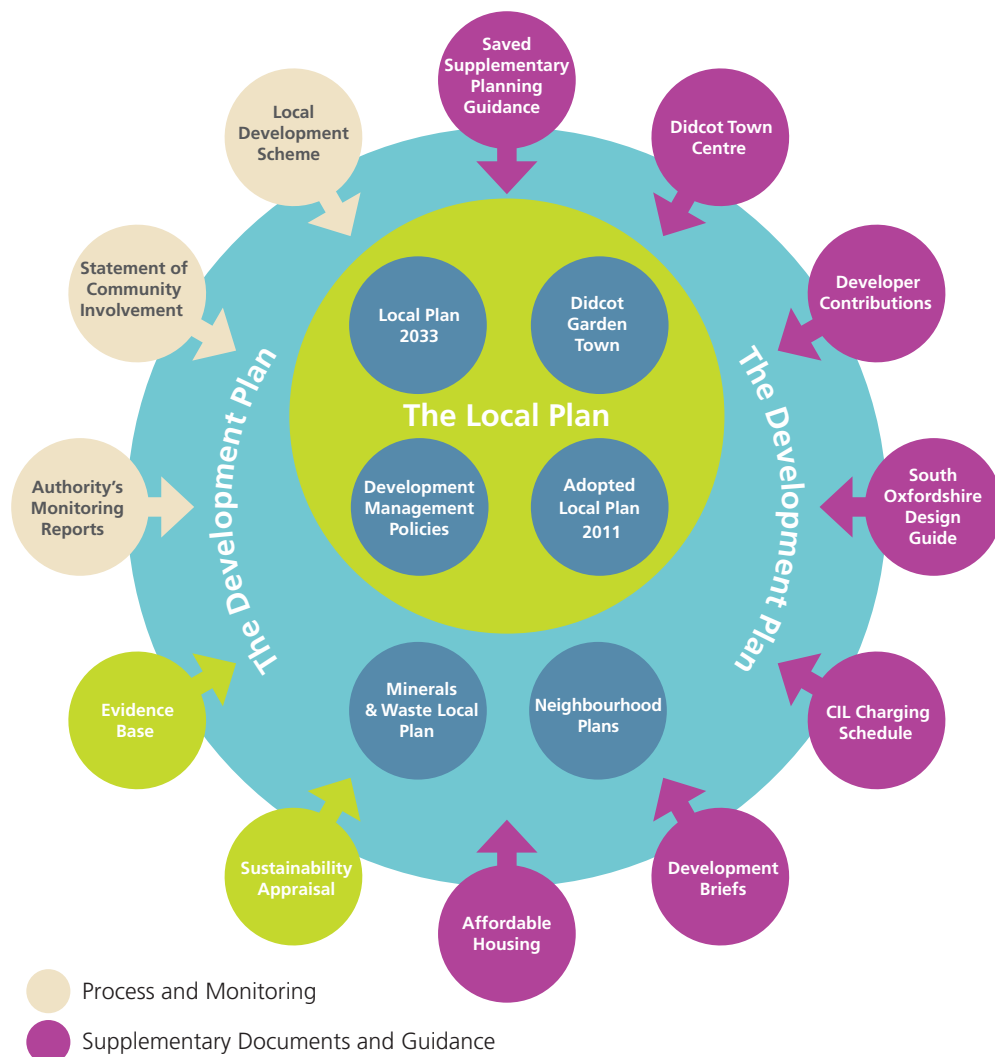 Saved
Supplementary
Planning
Guidance
Local
Development
Scheme
Didcot Town
Centre
Statement of
Community
Involvement
Developer
Contributions
Local Plan
2033
Didcot
Garden
Town
The Local Plan
The Development Plan
The Development Plan
Authority's
Monitoring
Reports
Development
Management
Policies
Adopted
Local Plan
2011
South
Oxfordshire
Design
Guide
Evidence
Base
Minerals
& Waste Local
Plan
Neighbourhood
Plans
CIL Charging
Schedule
Sustainability
Appraisal
Affordable
Housing
Development
Briefs
Process and Monitoring
Supplementary Documents and Guidance